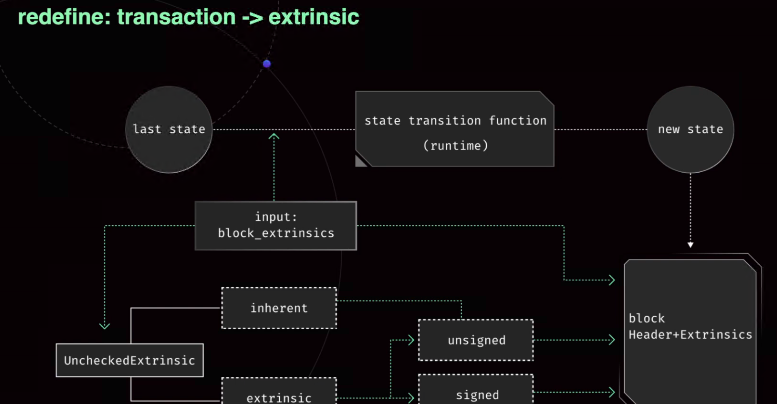 redefine: transaction -> extrinsic
last state
state transition function
(runtime)
new state
input:
block_extrinsics
inherent
block
Header+Extrinsics
unsigned
UncheckedExtrinsic
extrinsic
signed